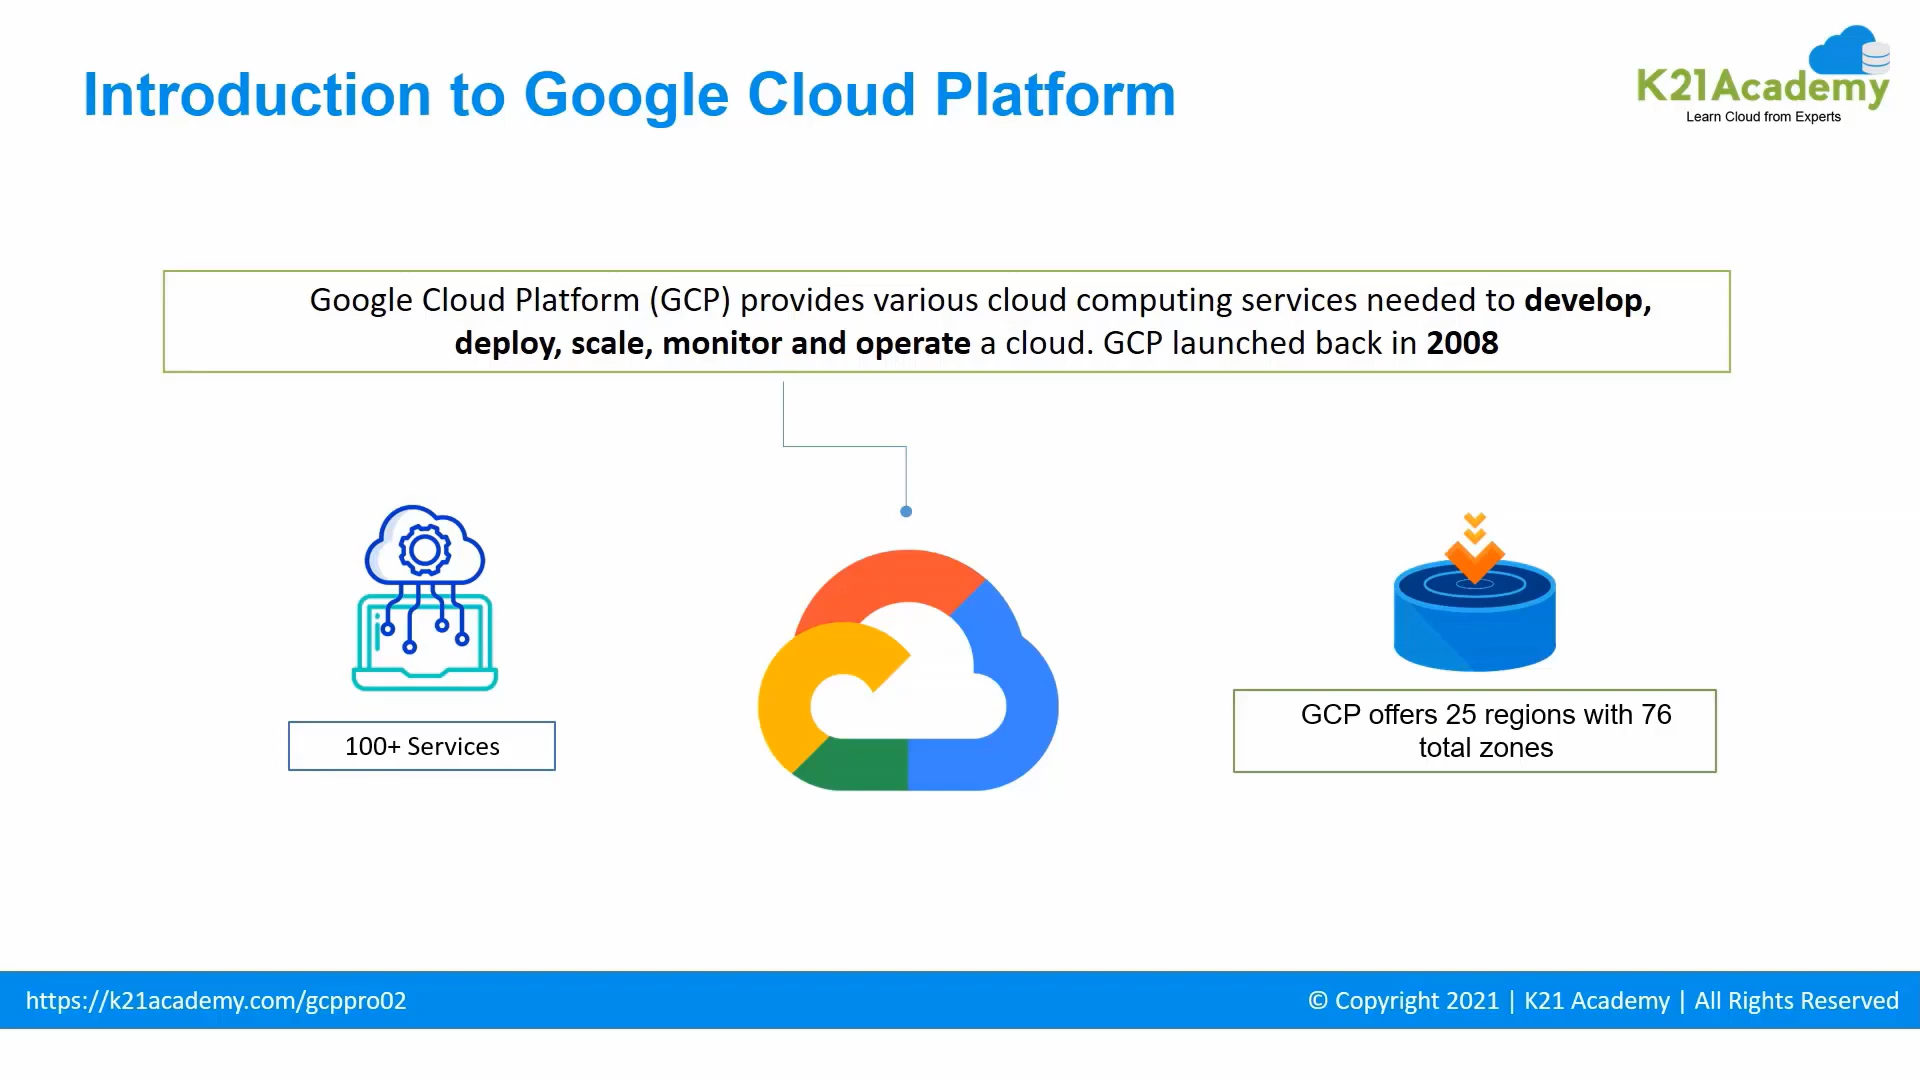 Introduction to Google Cloud Platform
K21Academy
Learn Cloud from Experts
Google Cloud Platform (GCP) provides various cloud computing services needed to develop,
deploy, scale, monitor and operate a cloud. GCP launched back in 2008
100+ Services
GCP offers 25 regions with 76
total zones
https://k21academy.com/gcppro02
© Copyright 2021 | K21 Academy | All Rights Reserved